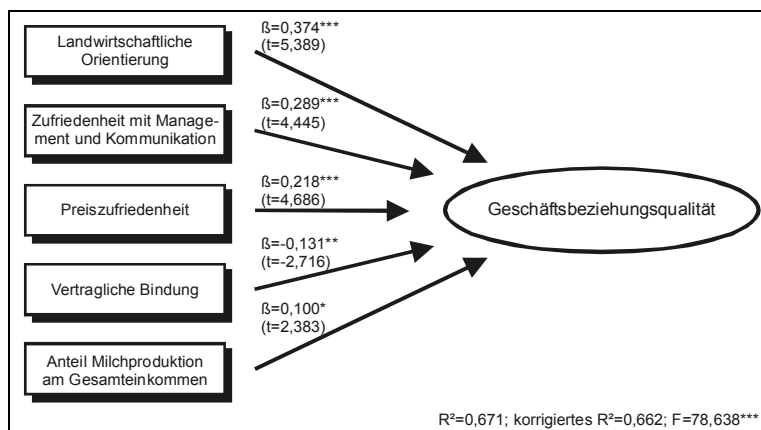 Landwirtschaftliche
Orientierung
ß=0,374***
(t=5,389)
Zufriedenheit mit Manage-
ment und Kommunikation
ß=0,289***
(t=4,445)
Preiszufriedenheit
ß=0,218***
(t=4,686)
Vertragliche Bindung
ß=-0,131**
(t=-2,716)
Anteil Milchproduktion
am Gesamteinkommen
ß=0,100*
(t=2,383)
Geschäftsbeziehungsqualität
R²=0,671; korrigiertes R²=0,662; F=78,638***